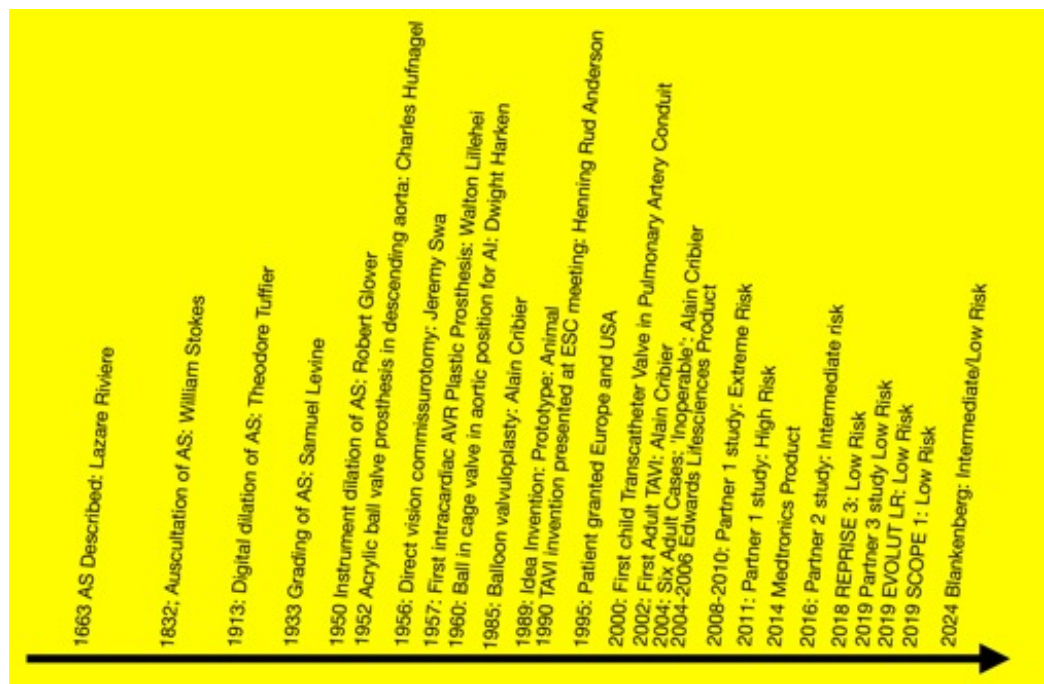 1663 AS Described: Lazare Riviere
1832; Auscultation of AS: William Stokes
1913: Digital dilation of AS: Theodore Tuffier
1933 Grading of AS: Samuel Levine
1950 Instrument dilation of AS: Robert Glover
1952 Acrylic ball valve prosthesis in descending aorta: Charles Hufnagel
1956: Direct vision commissurotomy: Jeremy Swa
1957: First intracardiac AVR Plastic Prosthesis: Walton Lillehei
1960: Ball in cage valve in aortic position for AI: Dwight Harken
1985: Balloon valvuloplasty: Alain Cribier
1989: Idea Invention: Prototype: Animal
1990 TAVI invention presented at ESC meeting: Henning Rud Anderson
1995: Patient granted Europe and USA
2000: First child Transcatheter Valve in Pulmonary Artery Conduit
2002: First Adult TAVI: Alain Cribier
2004: Six Adult Cases: 'Inoperable': Alain Cribier
2004-2006 Edwards Lifesciences Product
2008-2010: Partner 1 study: Extreme Risk
2011: Partner 1 study: High Risk
2014 Medtronics Product
2016: Partner 2 study: Intermediate risk
2018 REPRISE 3: Low Risk
2019 Partner 3 study Low Risk
2019 EVOLUT LR: Low Risk
2019 SCOPE 1: Low Risk
2024 Blankenberg: Intermediate/Low Risk